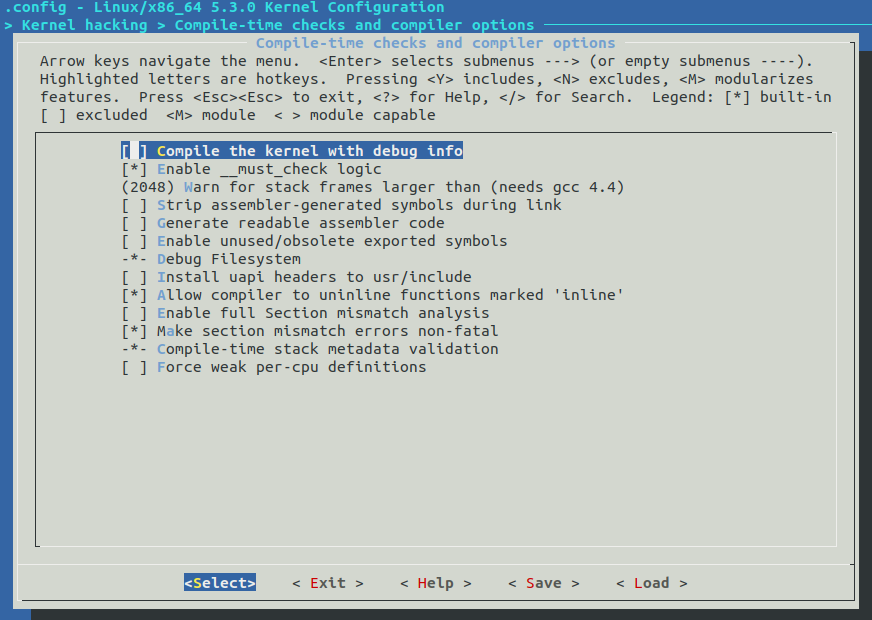 .config - Linux/x86_64 5.3.0 Kernel Configuration
> Kernel hacking > Compile-time checks and compiler options
Compile-time checks and compiler options
Arrow keys navigate the menu.  <Enter> selects submenus ---> (or empty submenus ----).
Highlighted letters are hotkeys.  Pressing <Y> includes, <N> excludes, <M> modularizes
features.  Press <Esc><Esc> to exit, <?> for Help, </> for Search.  Legend: [*] built-in
[ ] excluded  <M> module  < > module capable
[ ] Compile the kernel with debug info
[*] Enable __must_check logic
(2048) Warn for stack frames larger than (needs gcc 4.4)
[ ] Strip assembler-generated symbols during link
[ ] Generate readable assembler code
[ ] Enable unused/obsolete exported symbols
-*- Debug Filesystem
[ ] Install uapi headers to usr/include
[*] Allow compiler to uninline functions marked 'inline'
[ ] Enable full Section mismatch analysis
[*] Make section mismatch errors non-fatal
-*- Compile-time stack metadata validation
[ ] Force weak per-cpu definitions
<Select>    < Exit >    < Help >    < Save >    < Load >